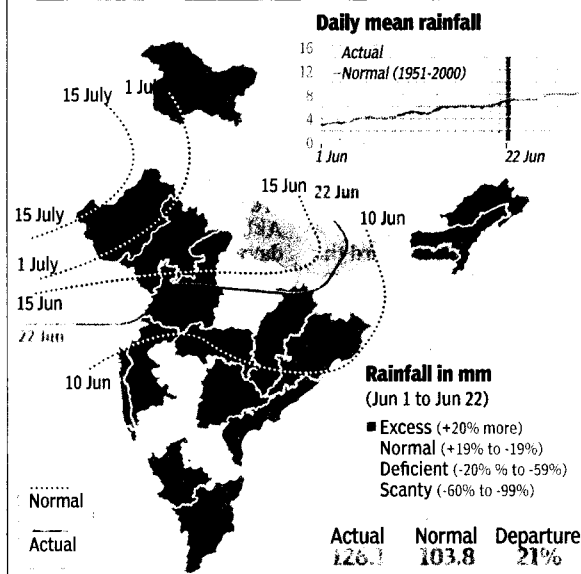 Daily mean rainfall
16
12
8
4
0
Actual
Normal (1951-2000)
1 Jun
22 Jun
15 July
15 Jun
22 Jun
10 Jun
15 July
1 July
15 Jun
22 Jun
10 Jun
Rainfall in mm
(Jun 1 to Jun 22)
Excess (+20% more)
Normal (+19% to -19%)
Deficient (-20% % to -59%)
Scanty (-60% to -99%)
Normal
Actual
Actual Normal Departure
126.1 103.8 21%